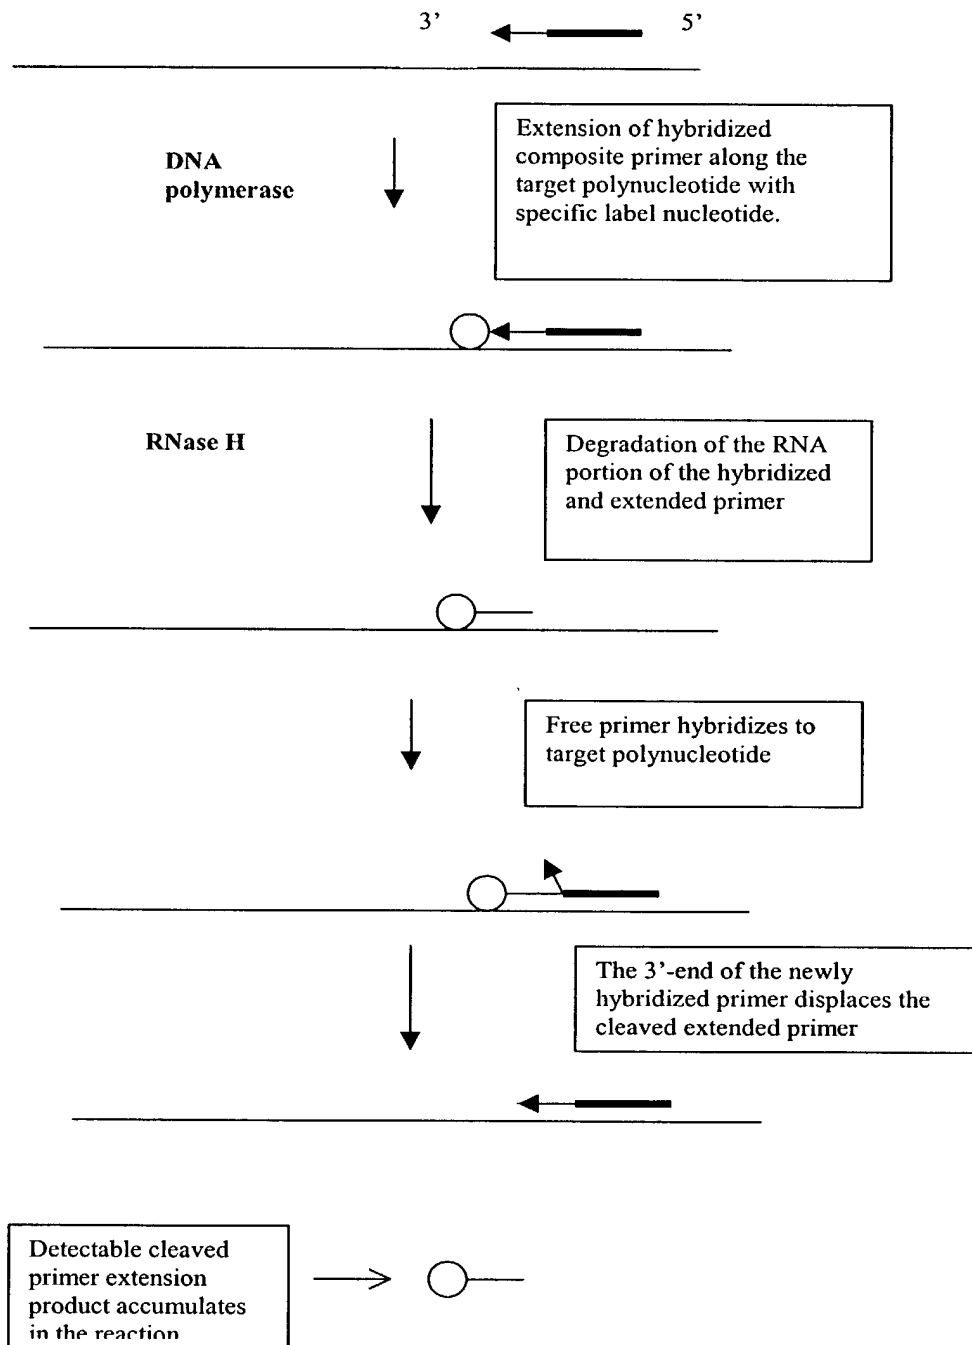 3’ 5’
Extension of hybridized
composite primer along the
target polynucleotide with
specific label nucleotide.
DNA
polymerase
RNase H
Degradation of the RNA
portion of the hybridized
and extended primer
Free primer hybridizes to
target polynucleotide
The 3’-end of the newly
hybridized primer displaces the
cleaved extended primer
Detectable cleaved
primer extension
product accumulates
in the reaction